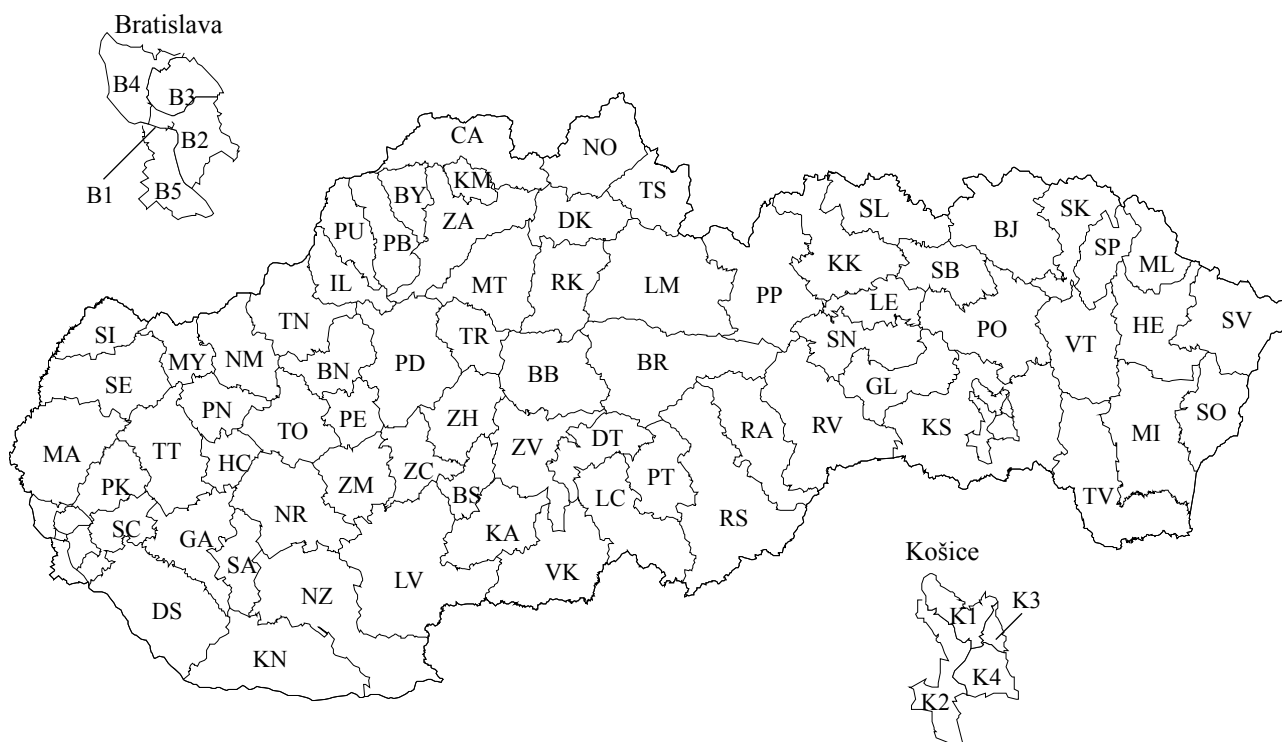 Bratislava
B4
B3
B2
B1
B5
CA
NO
KM
TS
BY
ZA
DK
PU
PB
SL
SK
BJ
SP
ML
KK
SB
IL
MT
RK
LM
PP
LE
SV
TN
SI
TR
SN
PO
HE
VT
MY
NM
BN
PD
BB
BR
GL
SE
PN
PE
ZH
TO
ZV
DT
RA
RV
KS
SO
MA
TT
HC
ZC
PT
MI
PK
ZM
BS
LC
TV
SC
GA
NR
KA
RS
SA
LV
VK
DS
NZ
KN
Košice
K1
K3
K4
K2